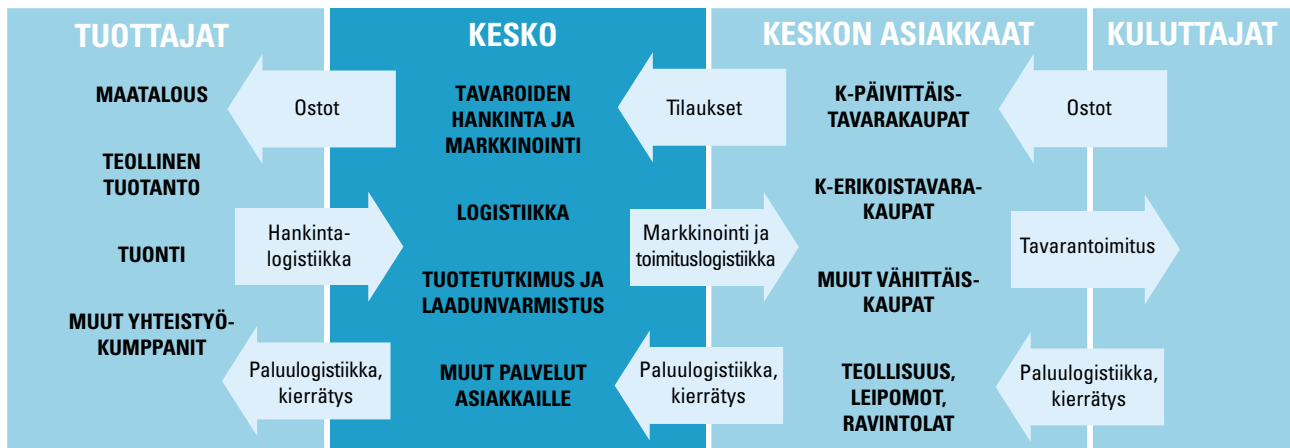 TUOTTAJAT
MAATALOUS
TEOLLINEN
TUOTANTO
TUONTI
MUUT YHTEISTYÖ-
KUMPPANIT
Ostot
Hankinta-
logistiikka
Paluulogistiikka,
kierrätys
KESKO
TAVAROIDEN
HANKINTA JA
MARKKINOINTI
LOGISTIIKKA
TUOTETUTKIMUS JA
LAADUNVARMISTUS
MUUT PALVELUT
ASIAKKAILLE
Tilaukset
Markkinointi ja
toimituslogistiikka
Paluulogistiikka,
kierrätys
KESKON ASIAKKAAT
K-PÄIVITTÄIS-
TAVARAKAUPAT
K-ERIKOISTAVARA-
KAUPAT
MUUT VÄHITTÄIS-
KAUPAT
TEOLLISUUS,
LEIPOMOT,
RAVINTOLAT
Ostot
Tavarantoimitus
Paluulogistiikka,
kierrätys
KULUTTAJAT